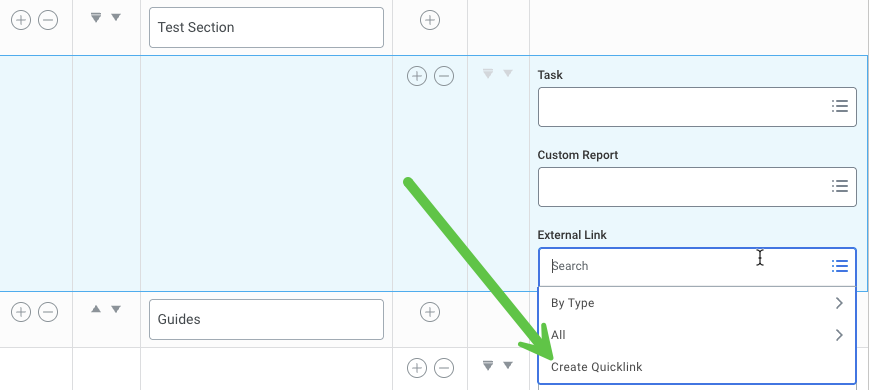 Test Section
Task
Custom Report
External Link
Search
By Type
Guides
All
Create Quicklink